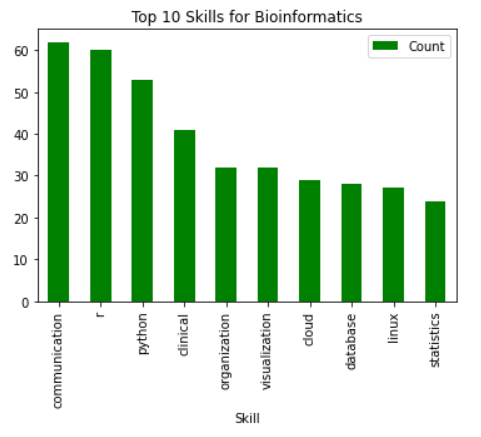 Top 10 Skills for Bioinformatics
Count
60
50
40
30
20
10
0
communication
r
python
clinical
organization
visualization
cloud
database
linux
statistics
Skill